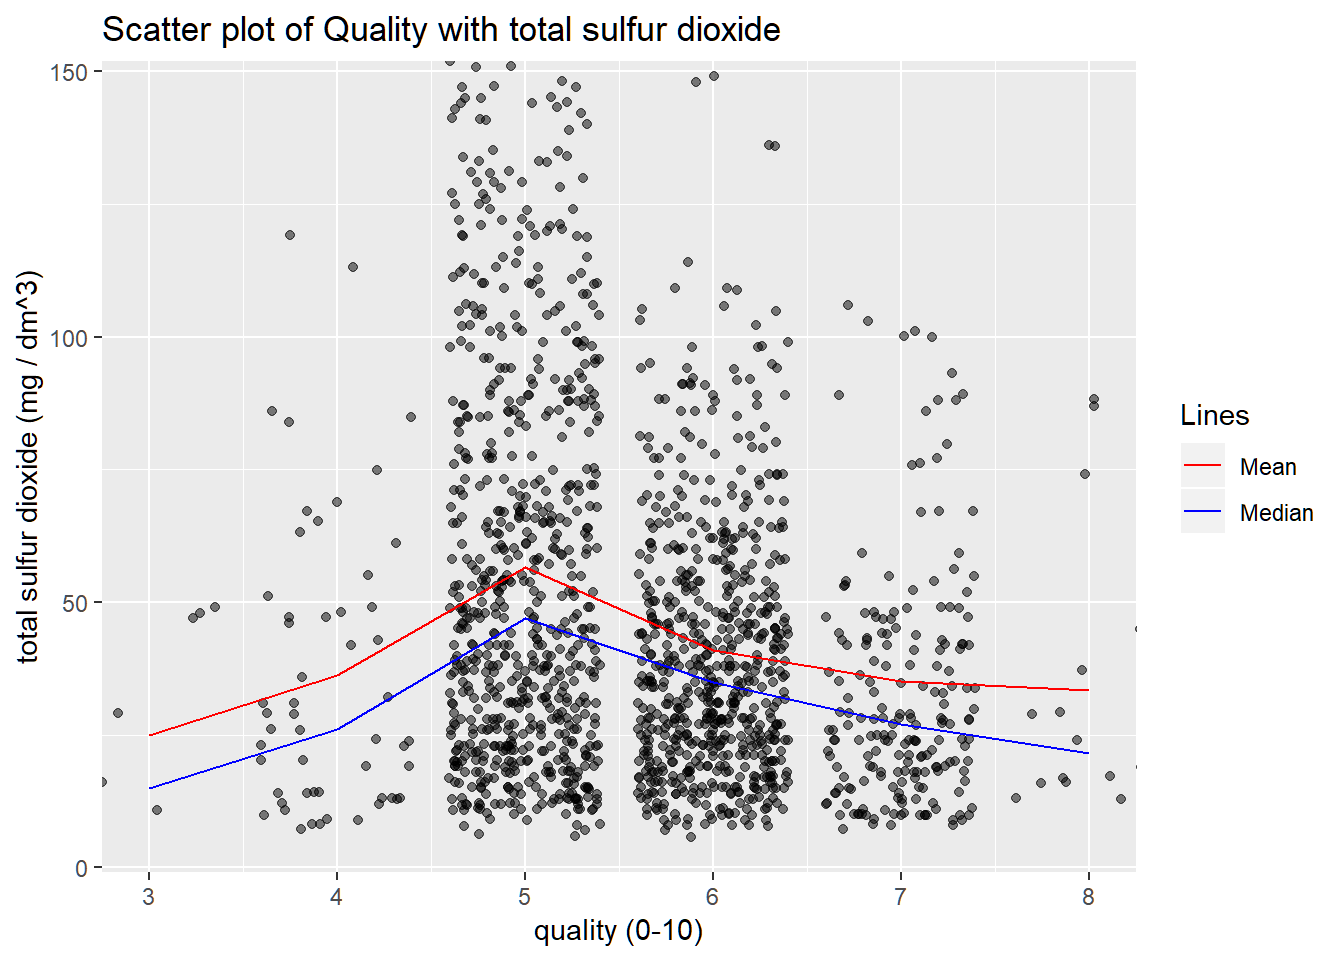 Scatter plot of Quality with total sulfur dioxide
total sulfur dioxide (mg / dm^3)
150
100
50
0
3 4 5 6 7 8
quality (0-10)
Lines
Mean
Median